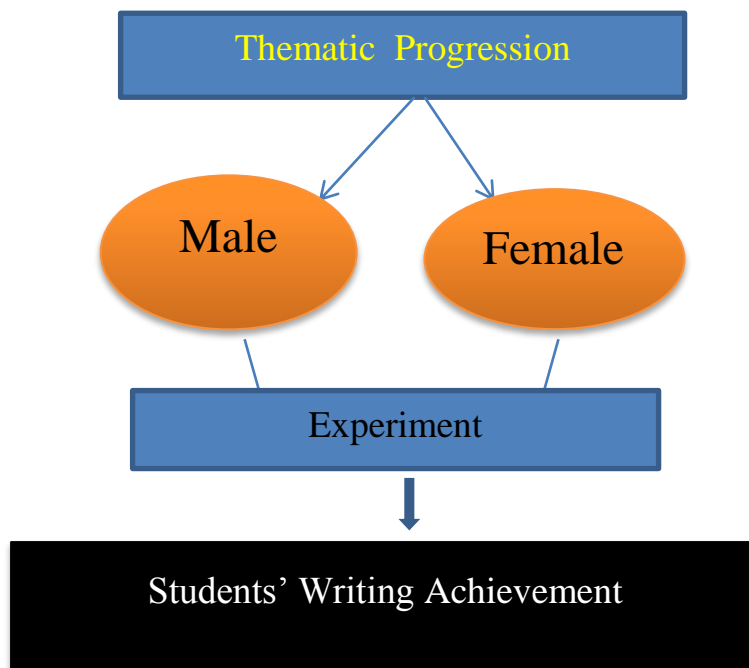 Thematic Progression
Male
Female
Experiment
Students’ Writing Achievement